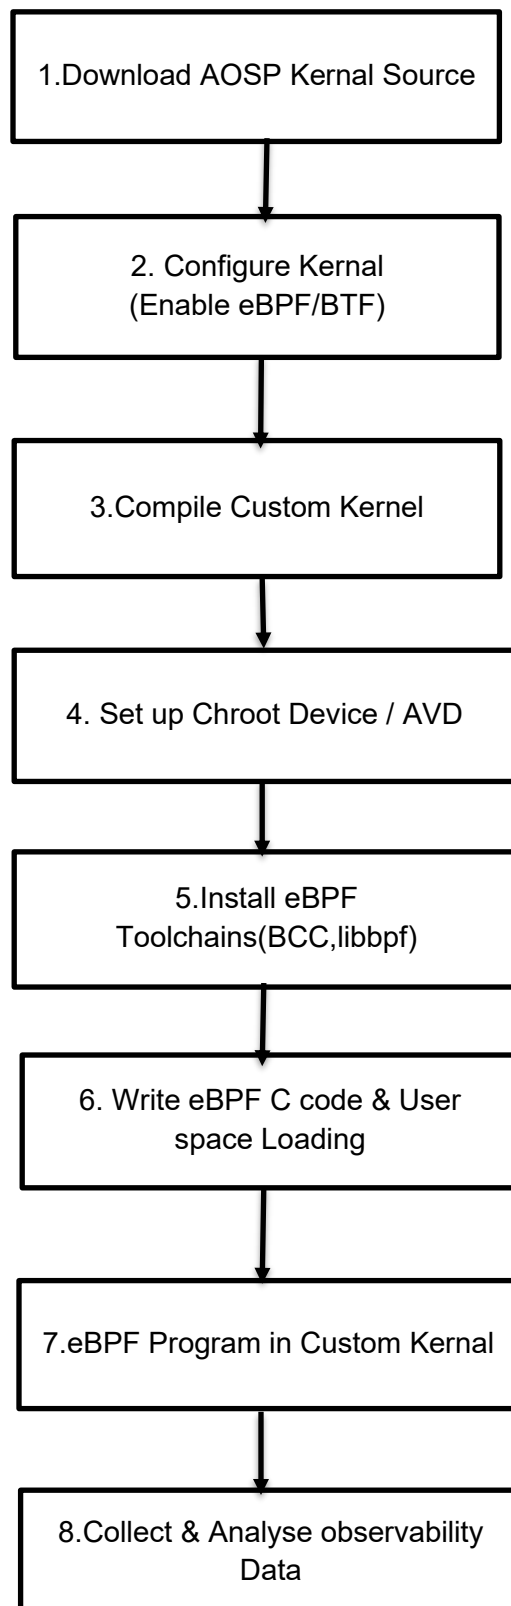 1.Download AOSP Kernal Source
2. Configure Kernal
(Enable eBPF/BTF)
3.Compile Custom Kernel
4. Set up Chroot Device / AVD
5.Install eBPF
Toolchains(BCC,libbpf)
6. Write eBPF C code & User
space Loading
7.eBPF Program in Custom Kernal
8.Collect & Analyse observability
Data